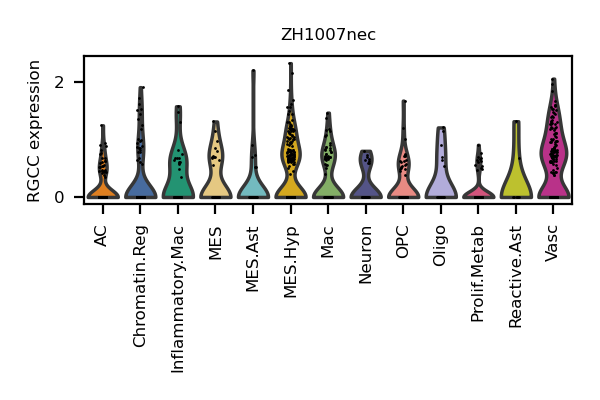 ZH1007nec
RGCC expression
2
0
AC
Chromatin.Reg
Inflammatory.Mac
MES
MES.Ast
MES.Hyp
Mac
Neuron
OPC
Oligo
Prolif.Metab
Reactive.Ast
Vasc